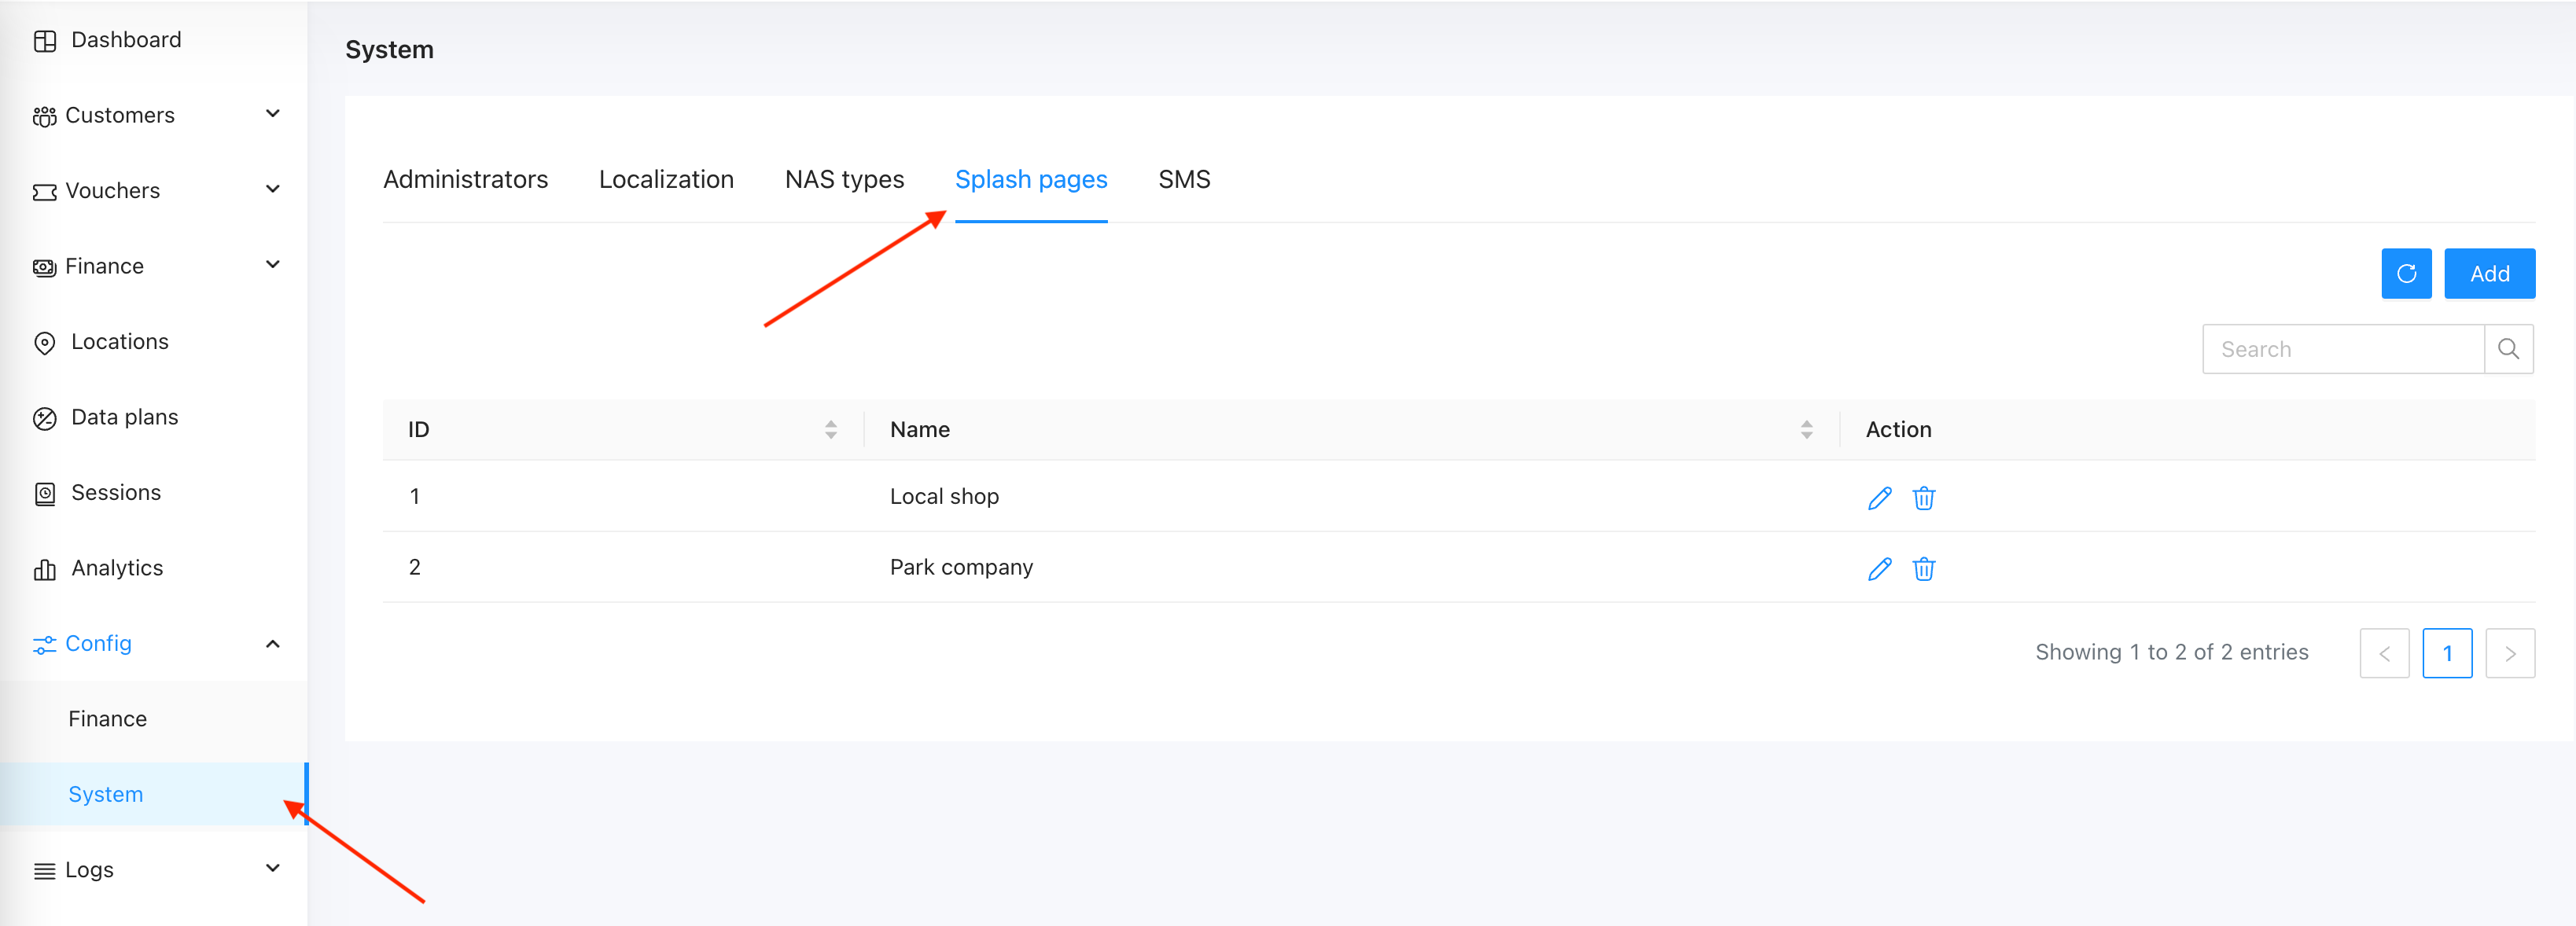 Dashboard
Customers
Vouchers
Finance
Locations
Data plans
Sessions
Analytics
Config
Finance
System
Logs
System
Administrators Localization NAS types Splash pages SMS
Add
Search
ID Name Action
1 Local shop
2 Park company
Showing 1 to 2 of 2 entries < 1 >